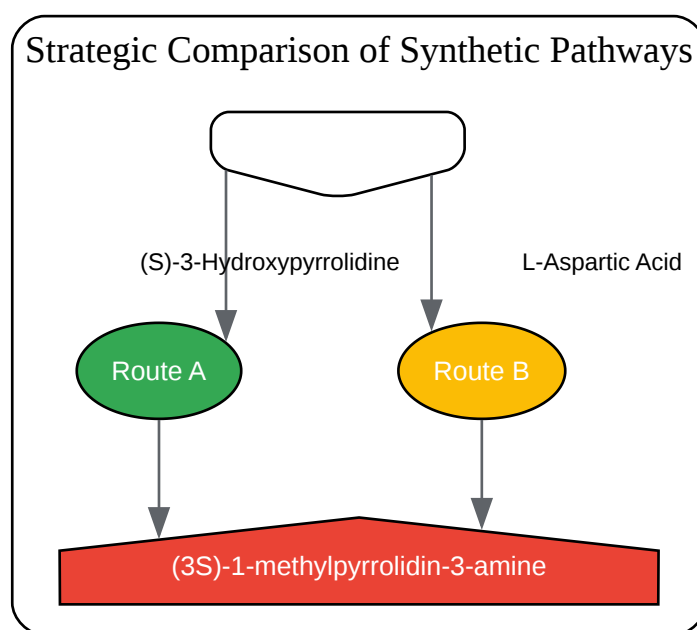 Strategic Comparison of Synthetic Pathways
(S)-3-Hydroxypyrrolidine
L-Aspartic Acid
Route A
Route B
(3S)-1-methylpyrrolidin-3-amine